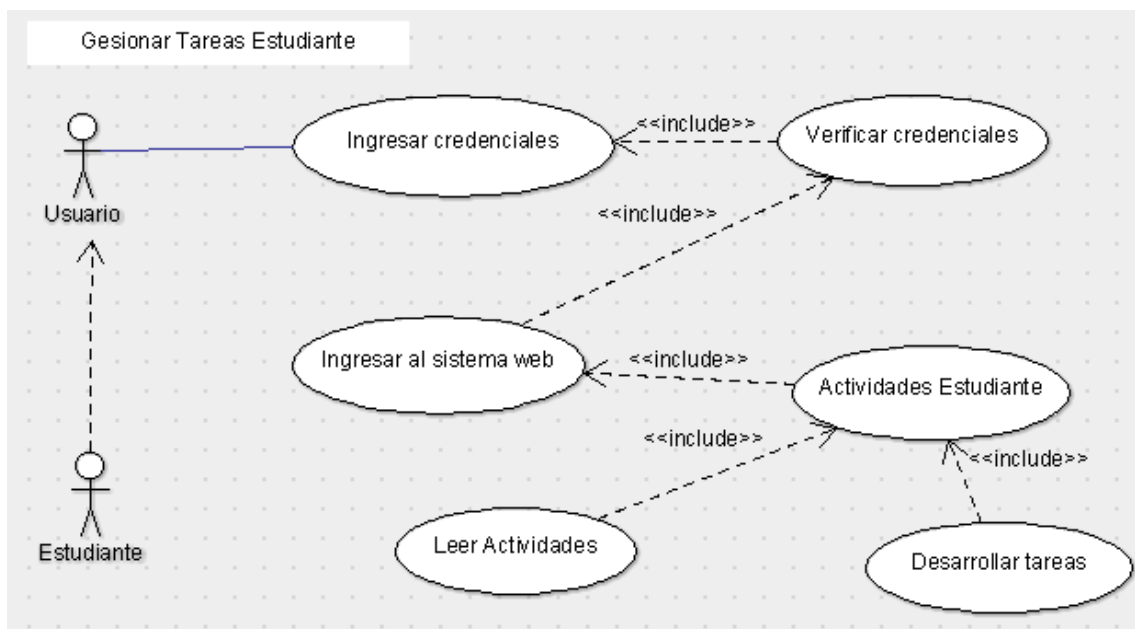 Gesionar Tareas Estudiante
Ingresar credenciales
<<include>>
Verificar credenciales
Usuario
<<include>>
Ingresar al sistema web
<<include>>
Actividades Estudiante
<<include>>
<<include>>
Estudiante
Leer Actividades
Desarrollar tareas